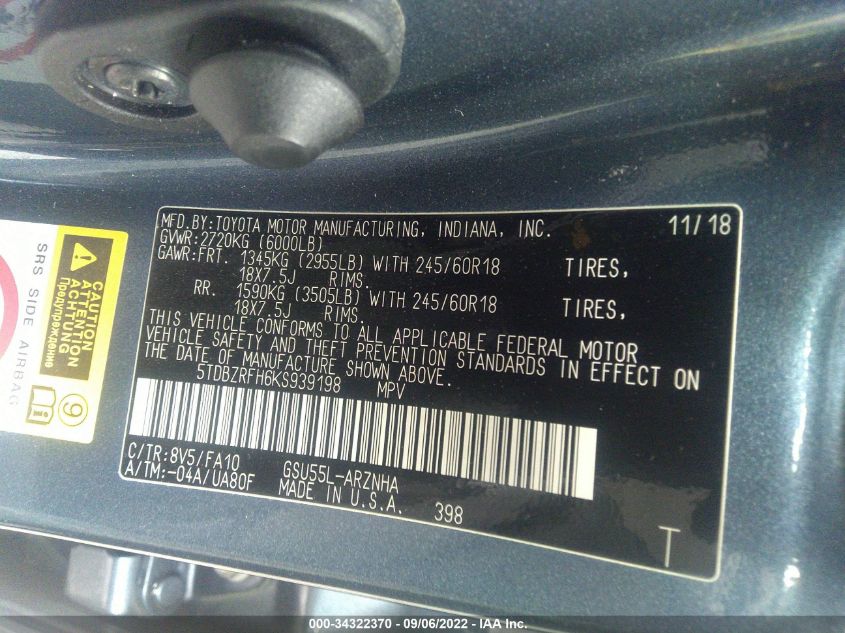 MFD.BY:TOYOTA MOTOR MANUFACTURING, INDIANA, INC. 11/18
GVWR:2720KG (6000LB)
GAWR:FRT. 1345KG (2955LB) WITH 245/60R18 TIRES,
18X7.5J RIMS.
RR. 1590KG (3505LB) WITH 245/60R18 TIRES,
18X7.5J RIMS.
THIS VEHICLE CONFORMS TO ALL APPLICABLE FEDERAL MOTOR
VEHICLE SAFETY AND THEFT PREVENTION STANDARDS IN EFFECT ON
THE DATE OF MANUFACTURE SHOWN ABOVE.
5TDBZRFH6KS939198 MPV
C/TR:8V5/FA10 GSU55L-ARZNHA
A/TM:-04A/UA80F MADE IN U.S.A. 398
T
CAUTION
ATTENTION
ACHTUNG
Предупреждение
9
SRS SIDE AIRBAG
000-34322370 - 09/06/2022 - IAA Inc.